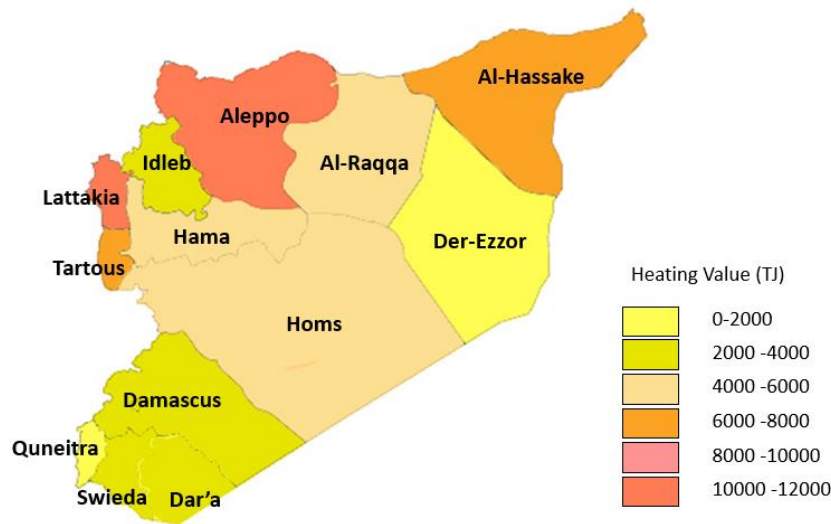 Al-Hassake
Aleppo
Idleb
Al-Raqqa
Lattakia
Hama
Der-Ezzor
Tartous
Homs
Damascus
Quneitra
Swieda
Dar’a
Heating Value (TJ)
0-2000
2000 -4000
4000 -6000
6000 -8000
8000 -10000
10000 -12000